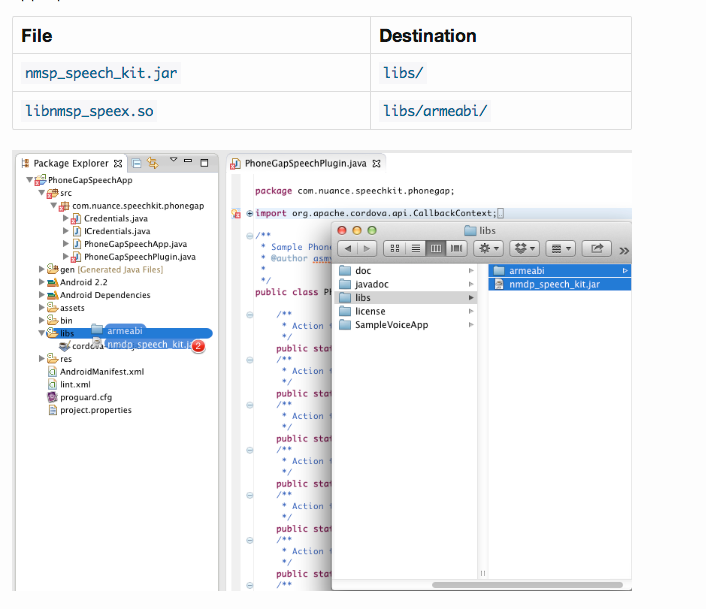 File Destination
nmsp_speech_kit.jar libs/
libnmsp_speex.so libs/armeabi/
Package Explorer
PhoneGapSpeechApp
src
com.nuance.speechkit.phonegap
Credentials.java
ICredentials.java
PhoneGapSpeechApp.java
PhoneGapSpeechPlugin.java
gen [Generated Java Files]
Android 2.2
Android Dependencies
assets
bin
libs
armeabi
nmdp_speech_kit.ja
2
res
AndroidManifest.xml
lint.xml
proguard.cfg
project.properties
PhoneGapSpeechPlugin.java
package com.nuance.speechkit.phonegap;
import org.apache.cordova.api.CallbackContext;
/**
* Sample Phon
* @author asmy
*
*/
public class Ph
/**
* Action
*/
public stat
/**
* Action
*/
public stat
/**
* Action
*/
public stat
/**
* Action
*/
public stat
/**
* Action
*/
public stat
/**
* Action
*/
public stat
/**
libs
doc
javadoc
libs
license
SampleVoiceApp
armeabi
nmdp_speech_kit.jar